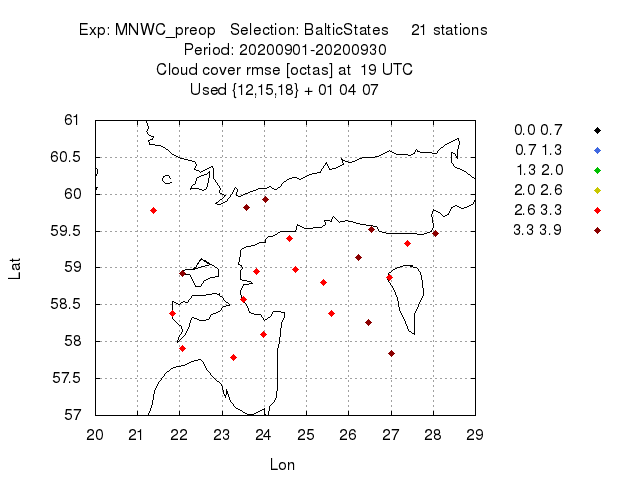 Exp: MNWC_preop   Selection: BalticStates     21 stations
Period: 20200901-20200930
Cloud cover rmse [octas] at  19 UTC
Used {12,15,18} + 01 04 07
61
60.5
60
59.5
59
58.5
58
57.5
57
20 21 22 23 24 25 26 27 28 29
Lat
Lon
0.0 0.7
0.7 1.3
1.3 2.0
2.0 2.6
2.6 3.3
3.3 3.9